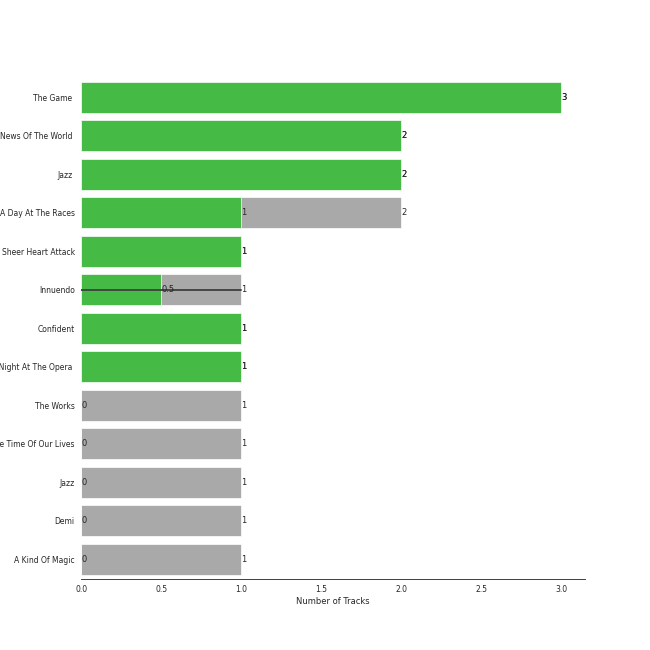 The Game 3
News Of The World 2
Jazz 2
A Day At The Races 1 2
Sheer Heart Attack 1
Innuendo 0.5 1
Confident 1
Night At The Opera 1
The Works 0 1
Time Of Our Lives 0 1
Jazz 0 1
Demi 0 1
A Kind Of Magic 0 1
0.0 0.5 1.0 1.5 2.0 2.5 3.0
Number of Tracks